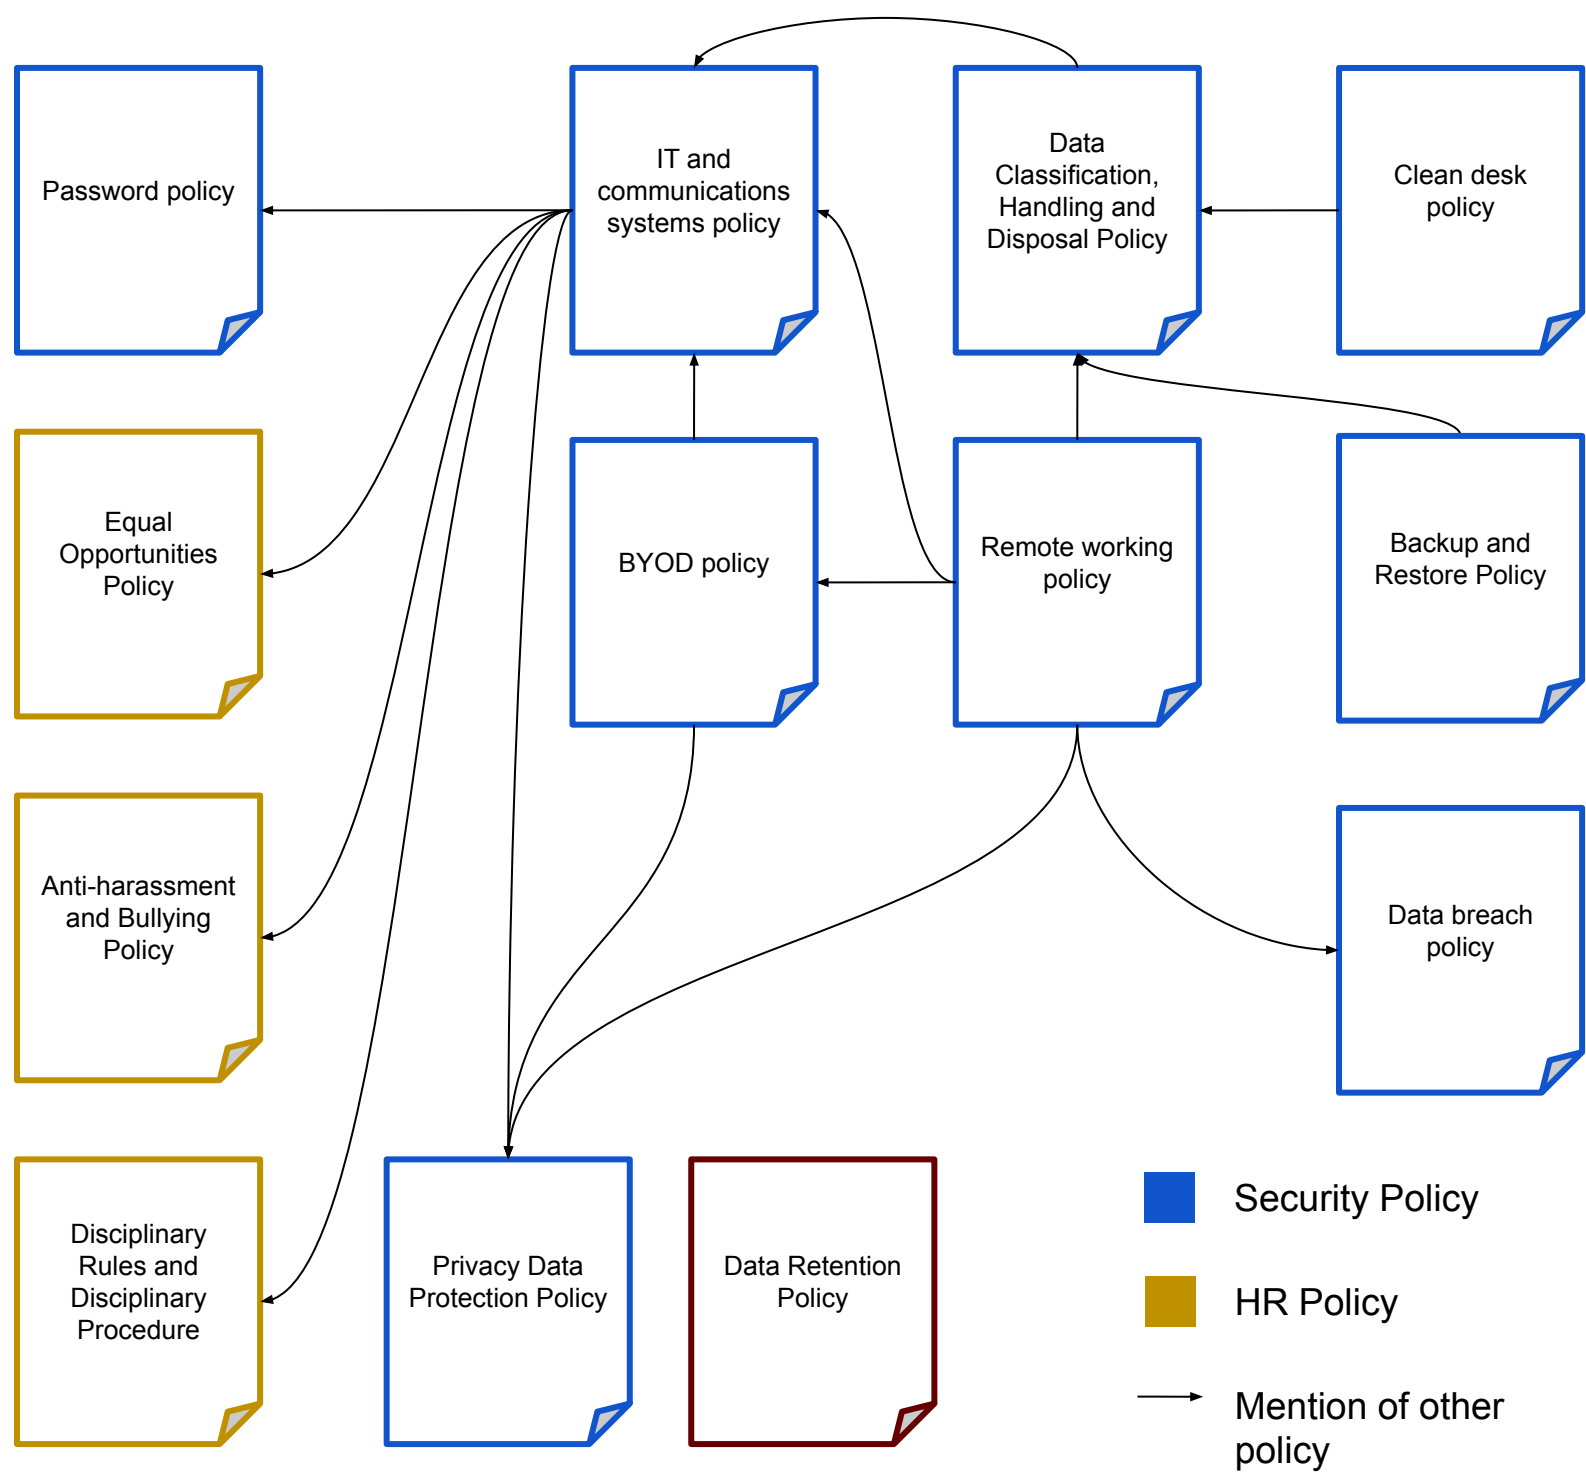 Password policy
IT and
communications
systems policy
Data
Classification,
Handling and
Disposal Policy
Clean desk
policy
Equal
Opportunities
Policy
BYOD policy
Remote working
policy
Backup and
Restore Policy
Anti-harassment
and Bullying
Policy
Data breach
policy
Disciplinary
Rules and
Disciplinary
Procedure
Privacy Data
Protection Policy
Data Retention
Policy
Security Policy
HR Policy
Mention of other
policy